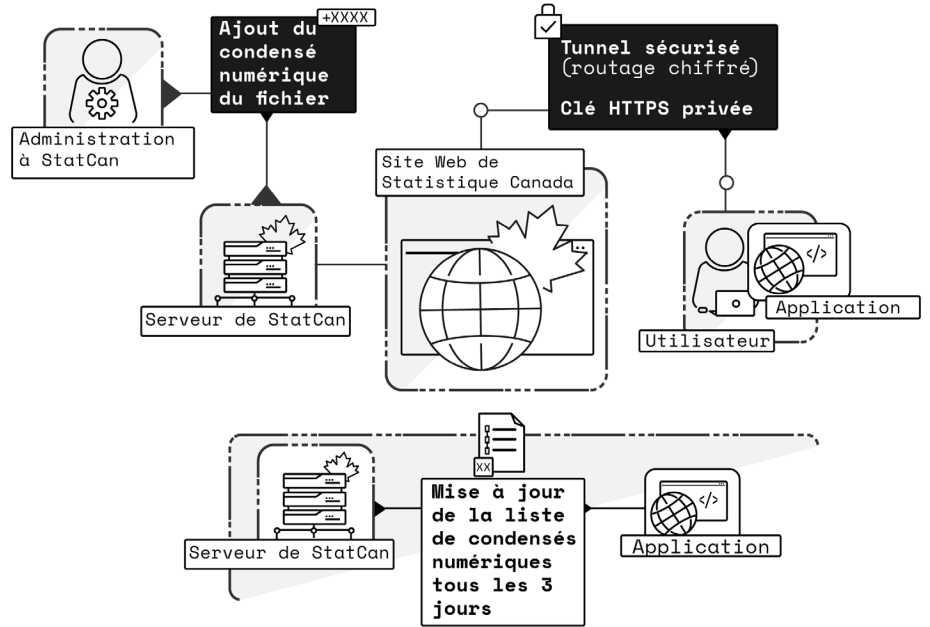 +XXXX
Ajout du
condensé
numérique
du fichier
Administration
à StatCan
Tunnel sécurisé
(routage chiffré)
Clé HTTPS privée
Site Web de
Statistique Canada
Serveur de StatCan
</>
Application
Utilisateur
XX
Mise à jour
de la liste
de condensés
numériques
tous les 3
jours
Serveur de StatCan
</>
Application